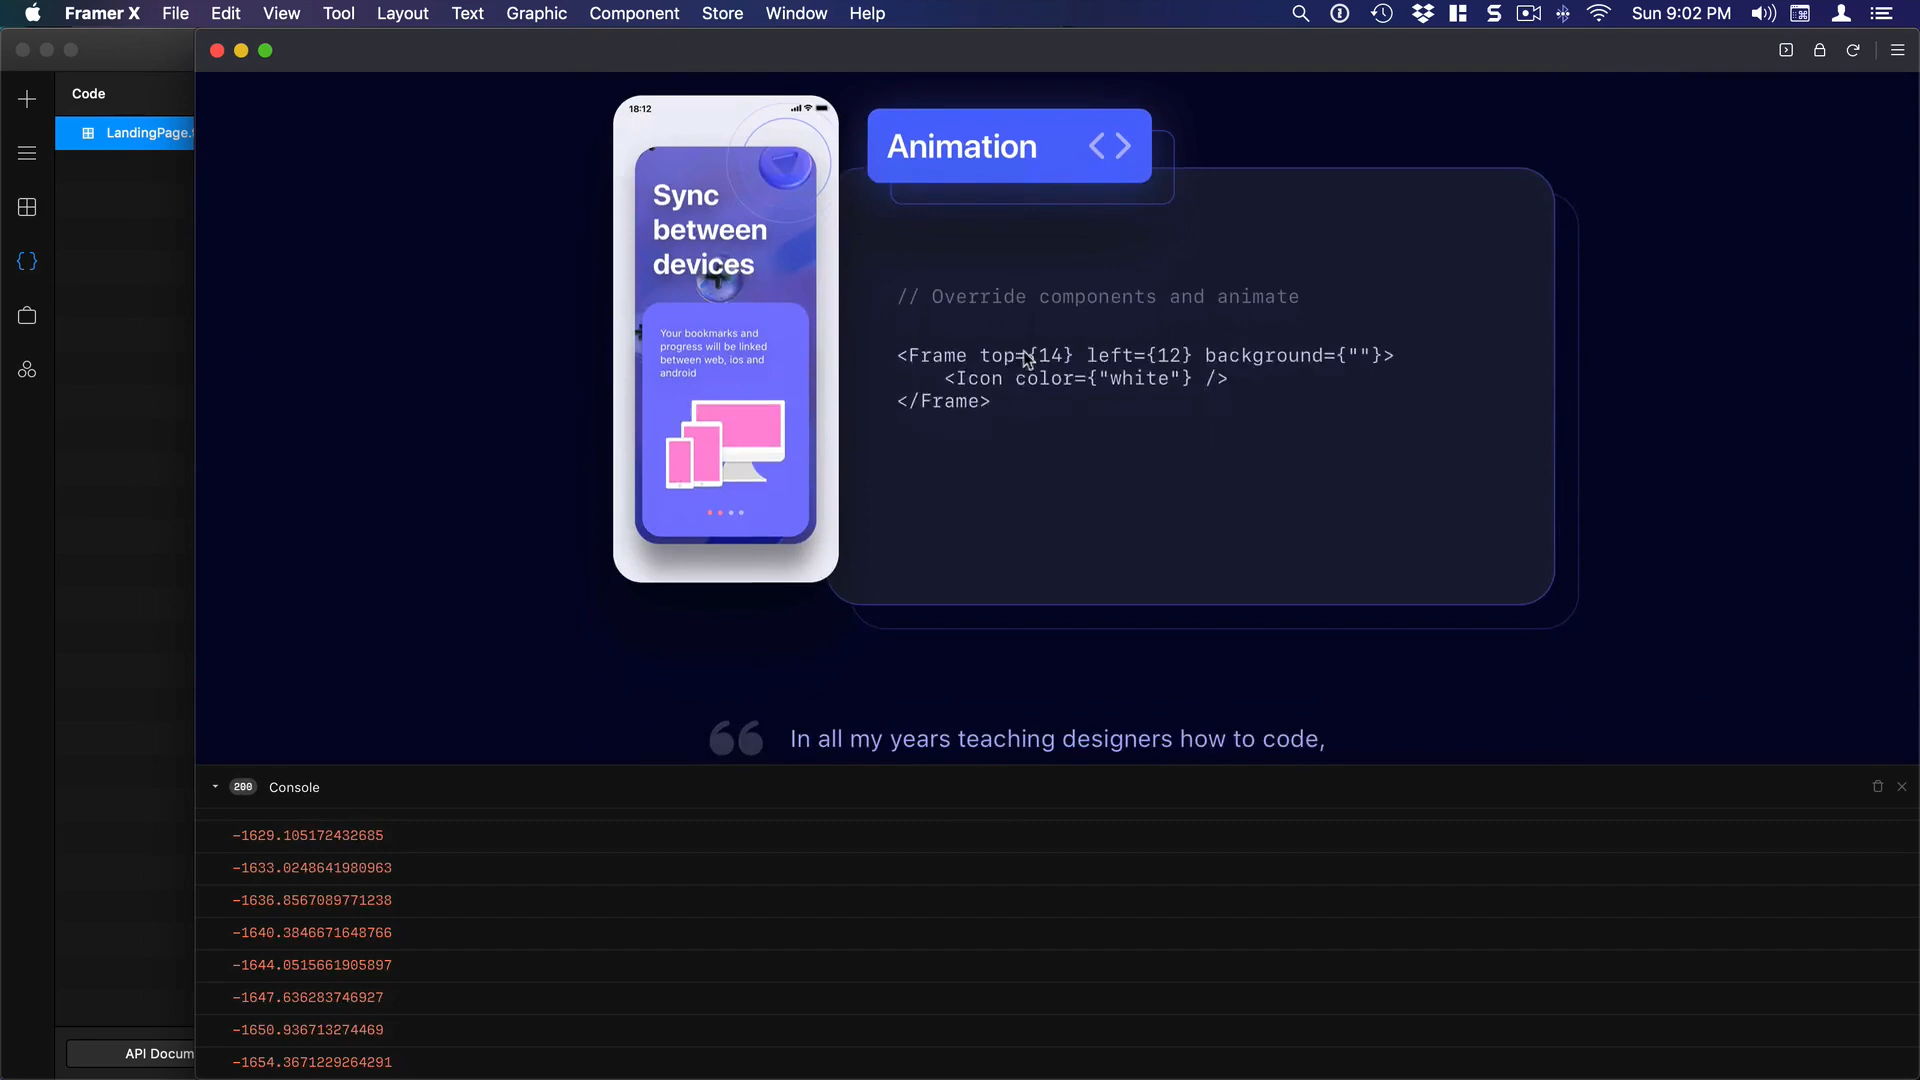 Framer X File Edit View Tool Layout Text Graphic Component Store Window Help Sun 9:02 PM
Code
LandingPage.
18:12
Sync
between
devices
Your bookmarks and
progress will be linked
between web, ios and
android
Animation
// Override components and animate
<Frame top={14} left={12} background={""}>
<Icon color={"white"} />
</Frame>
In all my years teaching designers how to code,
200 Console
-1629.105172432685
-1633.0248641980963
-1636.8567089771238
-1640.3846671648766
-1644.0515661905897
-1647.636283746927
-1650.936713274469
-1654.3671229264291
API Docum